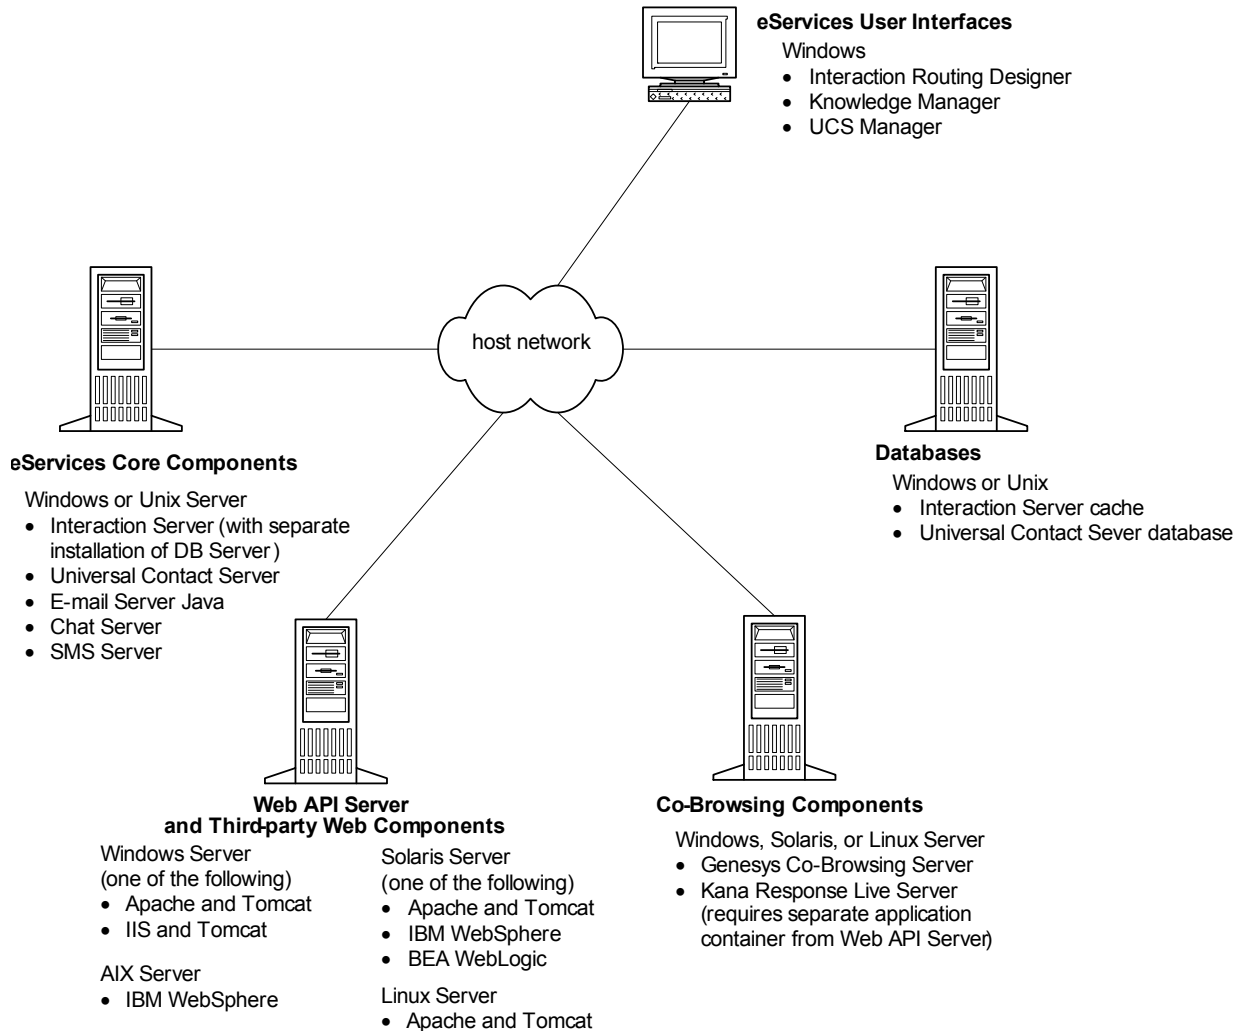 eServices User Interfaces
Windows
• Interaction Routing Designer
• Knowledge Manager
• UCS Manager
host network
eServices Core Components
Windows or Unix Server
• Interaction Server (with separate
installation of DB Server)
• Universal Contact Server
• E-mail Server Java
• Chat Server
• SMS Server
Databases
Windows or Unix
• Interaction Server cache
• Universal Contact Sever database
Web API Server
and Third-party Web Components
Windows Server
(one of the following)
• Apache and Tomcat
• IIS and Tomcat
AIX Server
• IBM WebSphere
Solaris Server
(one of the following)
• Apache and Tomcat
• IBM WebSphere
• BEA WebLogic
Linux Server
• Apache and Tomcat
Co-Browsing Components
Windows, Solaris, or Linux Server
• Genesys Co-Browsing Server
• Kana Response Live Server
(requires separate application
container from Web API Server)